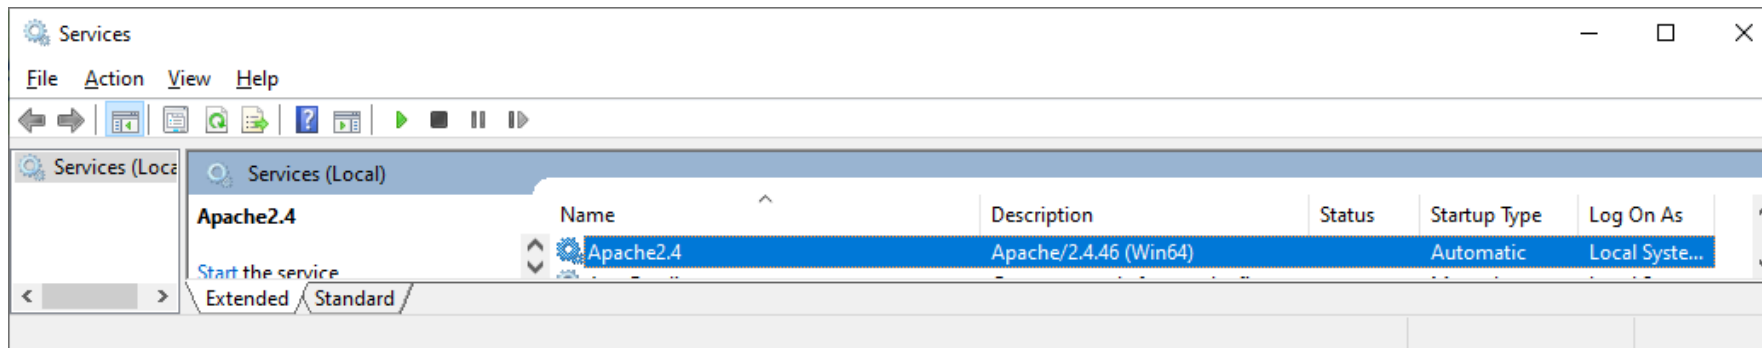 Services
File Action View Help
Services (Loca
Services (Local)
Apache2.4
Start the service
Name Description Status Startup Type Log On As
Apache2.4 Apache/2.4.46 (Win64) Automatic Local Syste...
Extended Standard